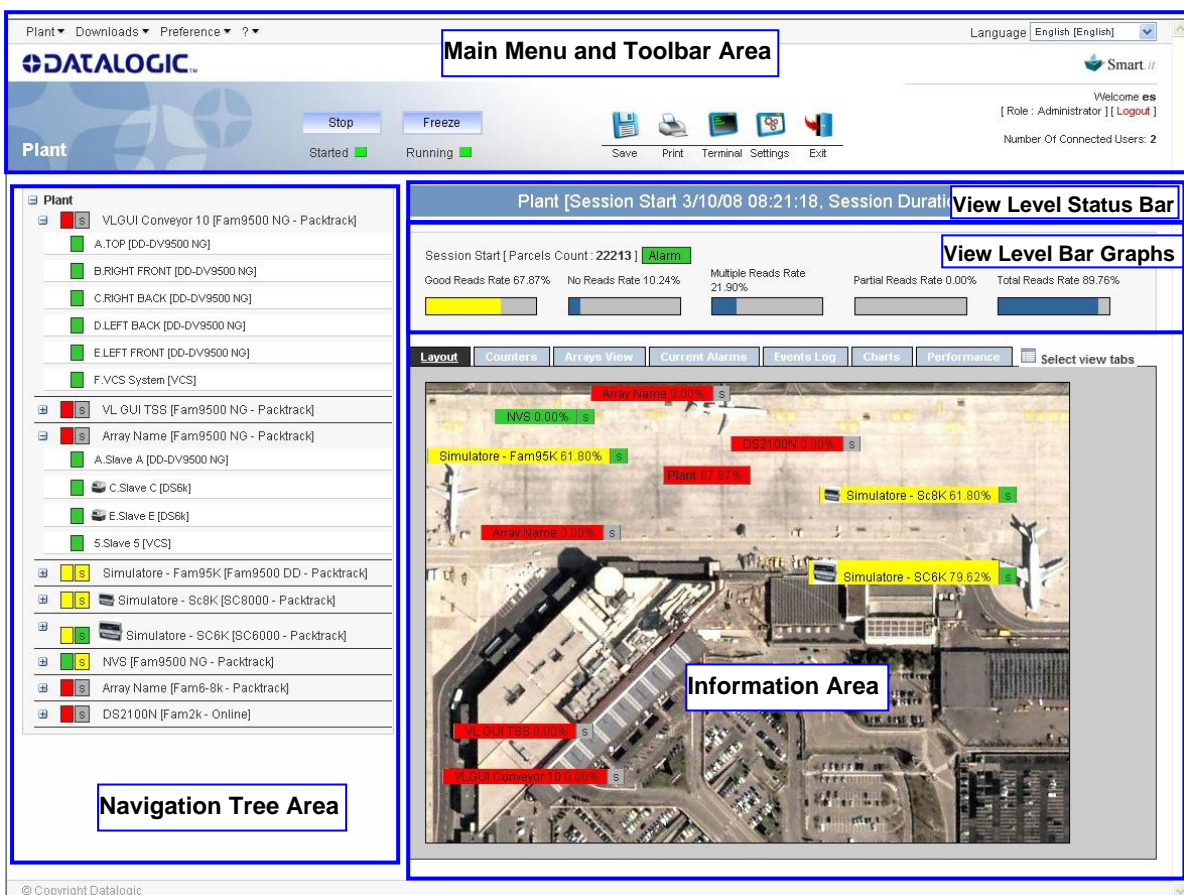 Plant Downloads Preference ?
Language English [English]
Main Menu and Toolbar Area
DATALOGIC™
Smart.it
Welcome es
[ Role : Administrator ] [ Logout ]
Number Of Connected Users: 2
Stop Freeze
Plant
Started Running
Save Print Terminal Settings Exit
Plant
S VLGUI Conveyor 10 [Fam9500 NG - Packtrack]
A.TOP [DD-DV9500 NG]
B.RIGHT FRONT [DD-DV9500 NG]
C.RIGHT BACK [DD-DV9500 NG]
D.LEFT BACK [DD-DV9500 NG]
E.LEFT FRONT [DD-DV9500 NG]
F.VCS System [VCS]
S VL GUI TSS [Fam9500 NG - Packtrack]
S Array Name [Fam9500 NG - Packtrack]
A.Slave A [DD-DV9500 NG]
C.Slave C [DS6k]
E.Slave E [DS6k]
5.Slave 5 [VCS]
S Simulatore - Fam95K [Fam9500 DD - Packtrack]
S Simulatore - Sc8K [SC8000 - Packtrack]
S Simulatore - SC6K [SC6000 - Packtrack]
S NVS [Fam9500 NG - Packtrack]
S Array Name [Fam6-8k - Packtrack]
S DS2100N [Fam2k - Online]
Navigation Tree Area
Plant [Session Start 3/10/08 08:21:18, Session Duratio
View Level Status Bar
View Level Bar Graphs
Session Start [ Parcels Count : 22213 ] Alarm
Good Reads Rate 67.87% No Reads Rate 10.24% Multiple Reads Rate 21.90% Partial Reads Rate 0.00% Total Reads Rate 89.76%
Layout Counters Arrays View Current Alarms Events Log Charts Performance Select view tabs
Array Name 0.00% S
NVS 0.00% S
DS2100N 0.00% S
Simulatore - Fam95K 61.80% S
Plant 67.87%
Simulatore - Sc8K 61.80% S
Array Name 0.00% S
Simulatore - SC6K 79.62% S
Information Area
VL GUI TSS 0.00% S
VLGUI Conveyor 10 0.00% S
© Copyright Datalogic